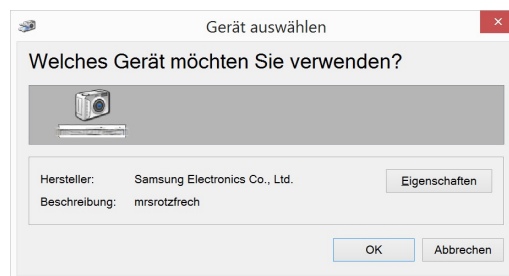 Gerät auswählen
Welches Gerät möchten Sie verwenden?
Hersteller: Samsung Electronics Co., Ltd.
Eigenschaften
Beschreibung: mrsrotzfrech
OK Abbrechen